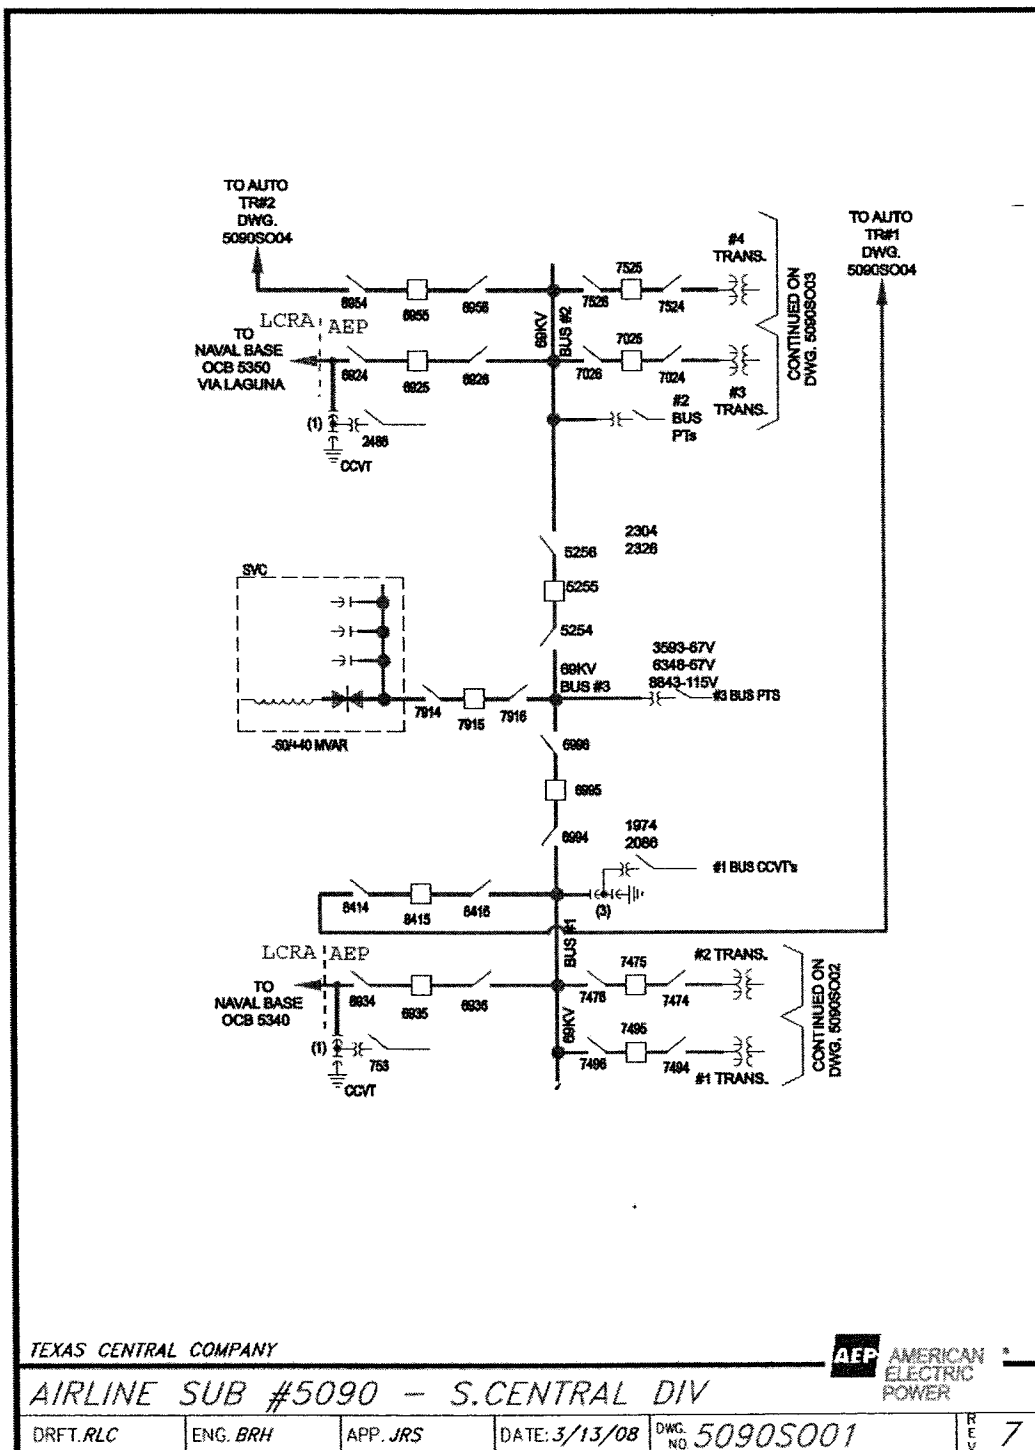 TO AUTO
TR#2
DWG.
5090SO04
TO AUTO
TR#1
DWG.
5090SO04
#4
TRANS.
7525
6954
6955
6956
7526
7524
69KV
BUS #2
CONTINUED ON
DWG. 5090SO03
LCRA
AEP
TO
NAVAL BASE
OCB 5350
VIA LAGUNA
7025
6924
6925
6926
7026
7024
#3
TRANS.
#2
BUS
PTs
(1)
2486
CCVT
2304
2326
5256
SVC
5255
5254
3593-67V
6348-67V
8843-115V
69KV
BUS #3
#3 BUS PTS
7914
7915
7916
-50/+40 MVAR
6996
6995
6994
1974
2086
#1 BUS CCVT's
8414
8415
8416
(3)
BUS #1
69KV
LCRA
AEP
7475
#2 TRANS.
TO
NAVAL BASE
OCB 5340
6934
6935
6936
7476
7474
CONTINUED ON
DWG. 5090SO02
7495
(1)
753
7496
7494
#1 TRANS.
CCVT
TEXAS CENTRAL COMPANY
AEP AMERICAN
ELECTRIC
POWER
AIRLINE SUB #5090 - S.CENTRAL DIV
DRFT.RLC
ENG. BRH
APP. JRS
DATE: 3/13/08
DWG.
NO. 5090SO01
REV 7